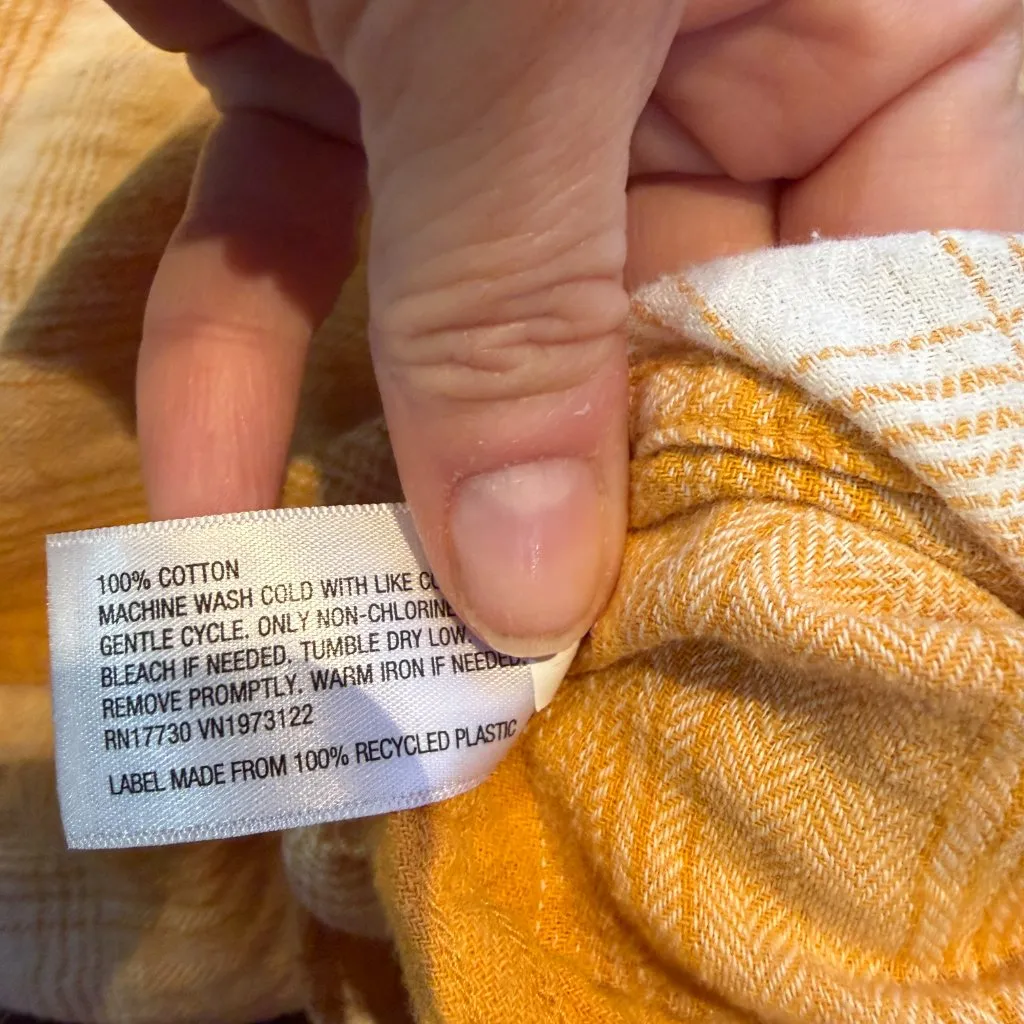 100% COTTON
MACHINE WASH COLD WITH LIKE
GENTLE CYCLE. ONLY NON-CHLORINE
BLEACH IF NEEDED. TUMBLE DRY LOW.
REMOVE PROMPTLY. WARM IRON IF NEEDED.
RN17730 VN1973122
LABEL MADE FROM 100% RECYCLED PLASTIC